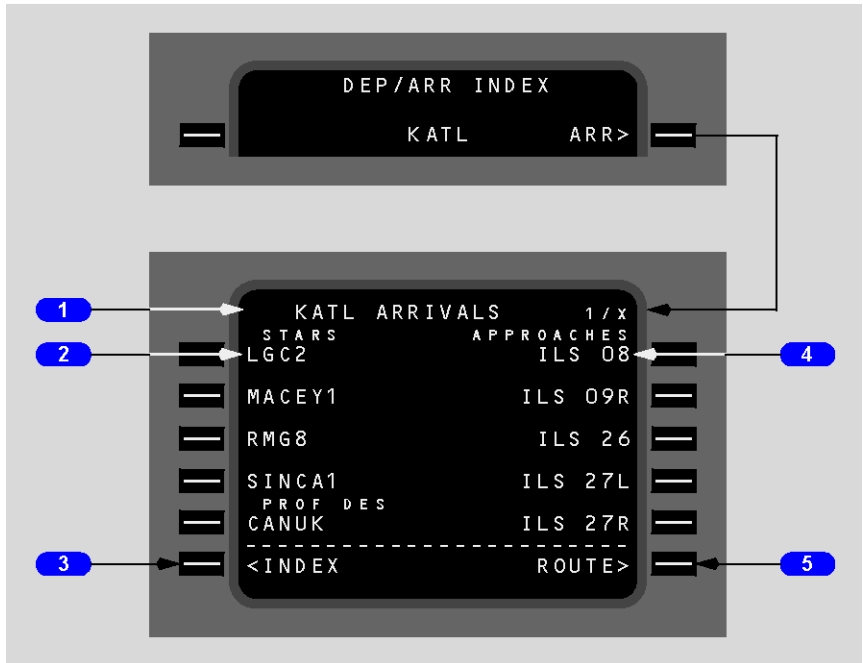 DEP/ARR INDEX
KATL ARR>
1 KATL ARRIVALS 1/X
STARS APPROACHES
2 LGC2 ILS 08 4
MACEY1 ILS 09R
RMG8 ILS 26
SINCA1 ILS 27L
PROF DES
CANUK ILS 27R
3 <INDEX ROUTE> 5